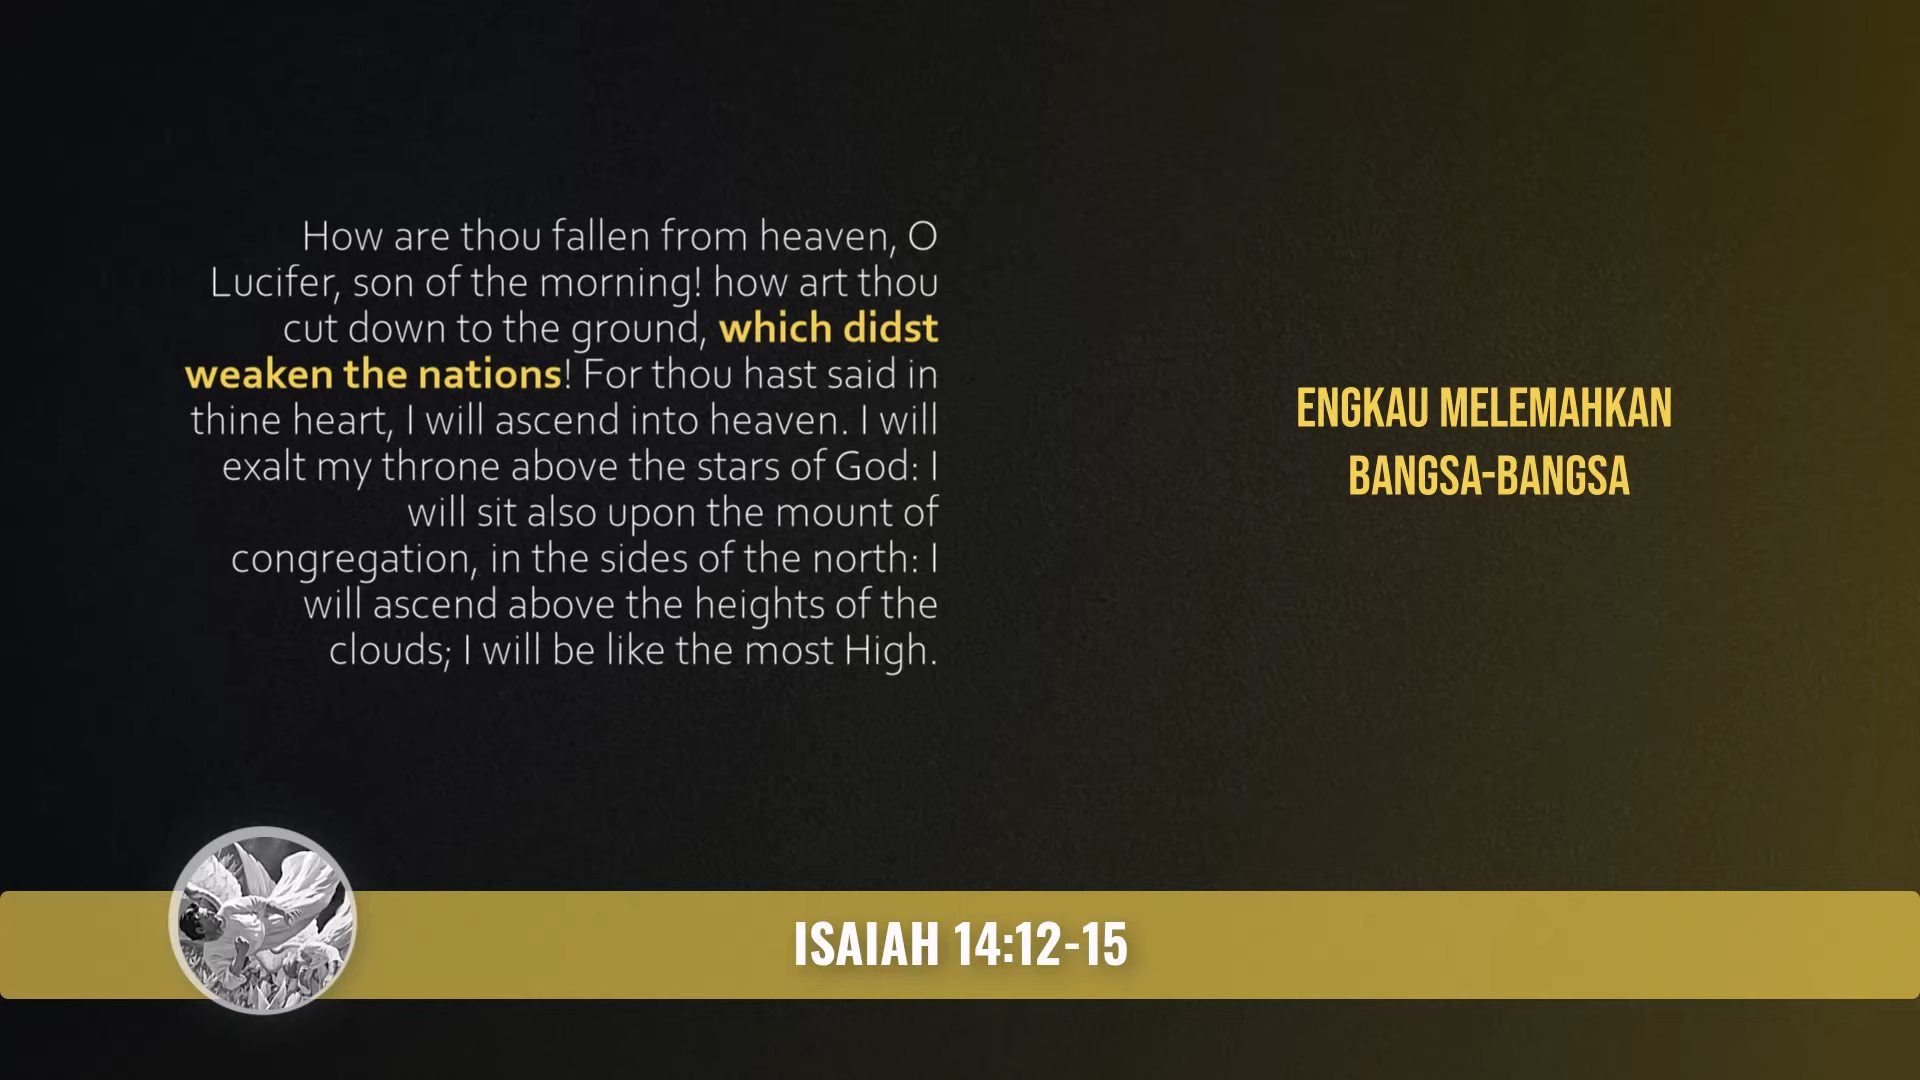 How are thou fallen from heaven, O
Lucifer, son of the morning! how art thou
cut down to the ground, which didst
weaken the nations! For thou hast said in
thine heart, I will ascend into heaven. I will
exalt my throne above the stars of God: I
will sit also upon the mount of
congregation, in the sides of the north: I
will ascend above the heights of the
clouds; I will be like the most High.
ENGKAU MELEMAHKAN
BANGSA-BANGSA
ISAIAH 14:12-15